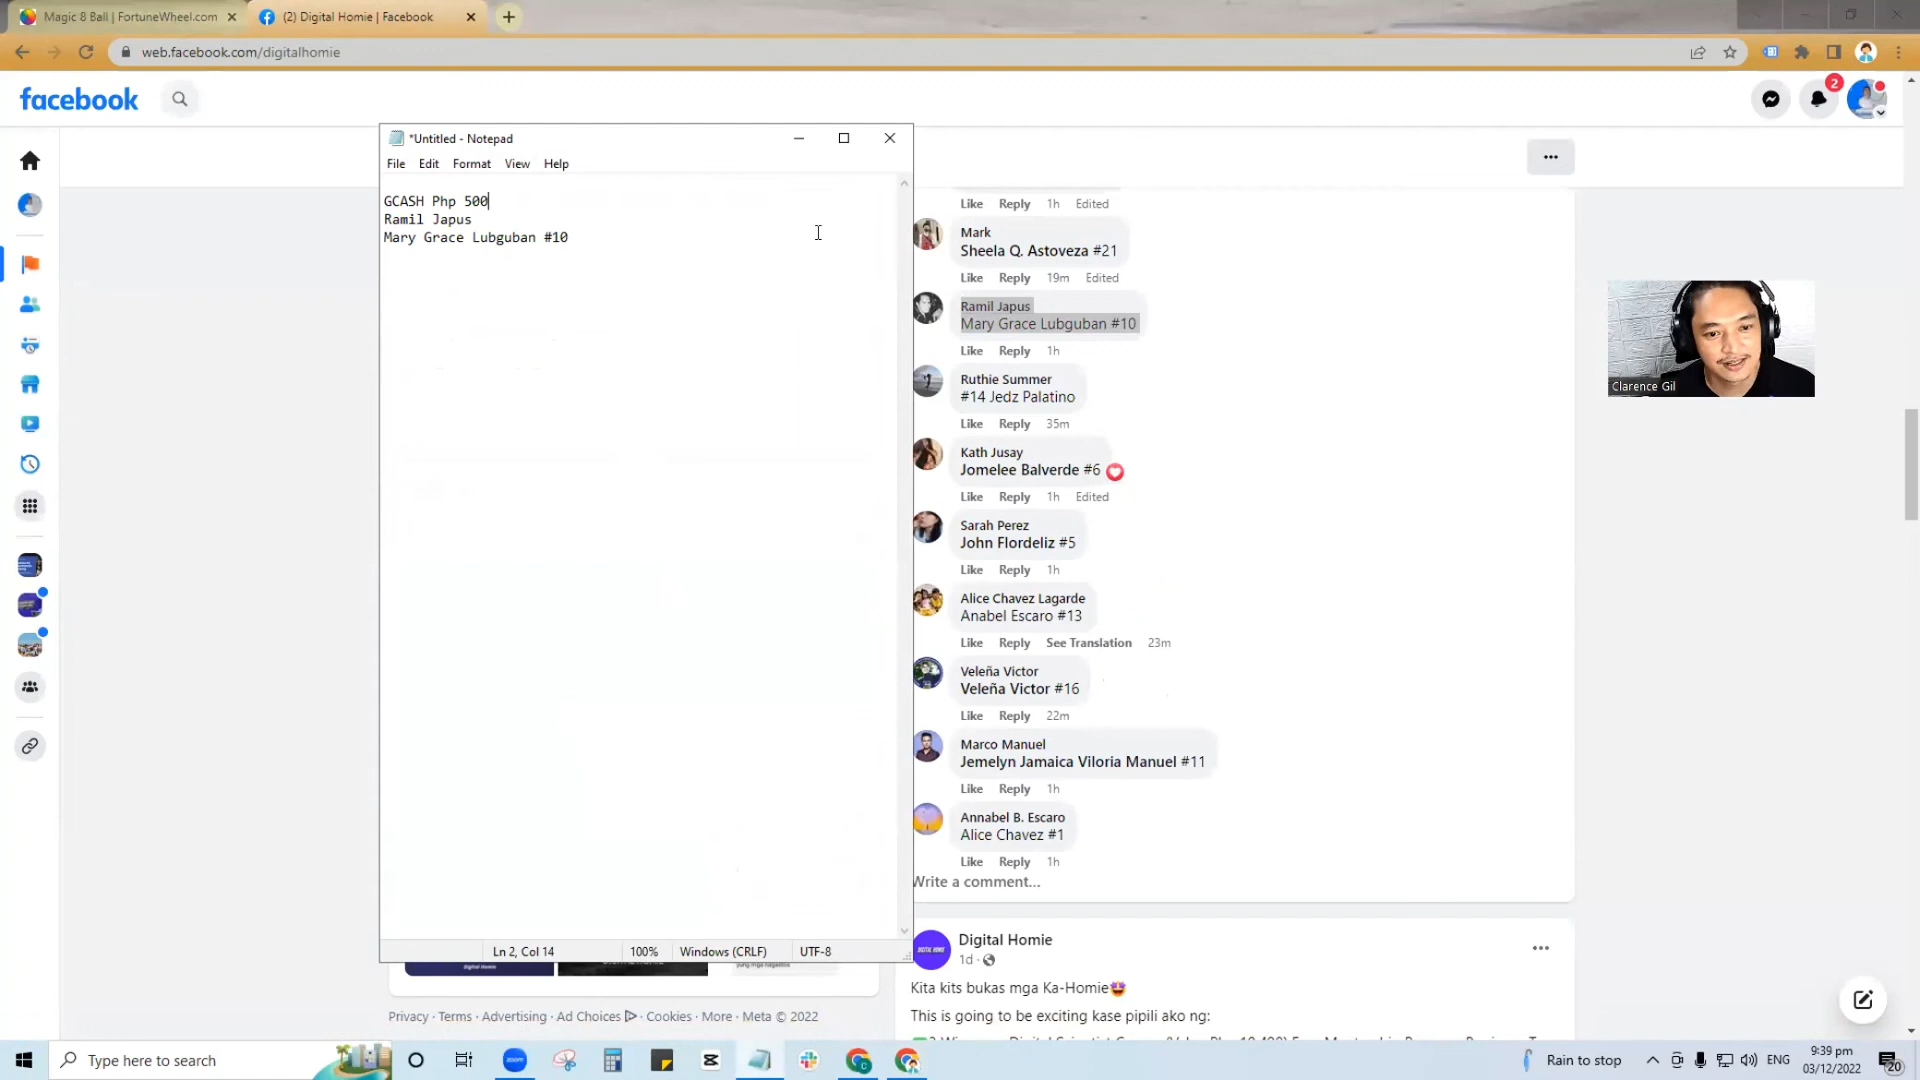 Magic 8 Ball | FortuneWheel.com
(2) Digital Homie | Facebook
web.facebook.com/digitalhomie
facebook
2
*Untitled - Notepad
File Edit Format View Help
GCASH Php 500
Ramil Japus
Mary Grace Lubguban #10
Ln 2, Col 14 100% Windows (CRLF) UTF-8
Like Reply 1h Edited
Mark
Sheela Q. Astoveza #21
Like Reply 19m Edited
Ramil Japus
Mary Grace Lubguban #10
Like Reply 1h
Ruthie Summer
#14 Jedz Palatino
Like Reply 35m
Kath Jusay
Jomelee Balverde #6
Like Reply 1h Edited
Sarah Perez
John Flordeliz #5
Like Reply 1h
Alice Chavez Lagarde
Anabel Escaro #13
Like Reply See Translation 23m
Veleña Victor
Veleña Victor #16
Like Reply 22m
Marco Manuel
Jemelyn Jamaica Viloria Manuel #11
Like Reply 1h
Annabel B. Escaro
Alice Chavez #1
Like Reply 1h
Write a comment...
Clarence Gil
Digital Homie
1d
Kita kits bukas mga Ka-Homie
This is going to be exciting kase pipili ako ng:
Privacy · Terms · Advertising · Ad Choices · Cookies · More · Meta © 2022
Type here to search
Rain to stop
ENG
9:39 pm
03/12/2022
20